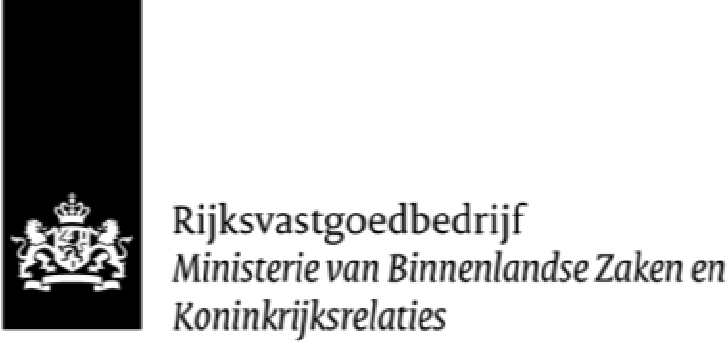 Rijksvastgoedbedrijf
Ministerie van Binnenlandse Zaken en
Koninkrijksrelaties